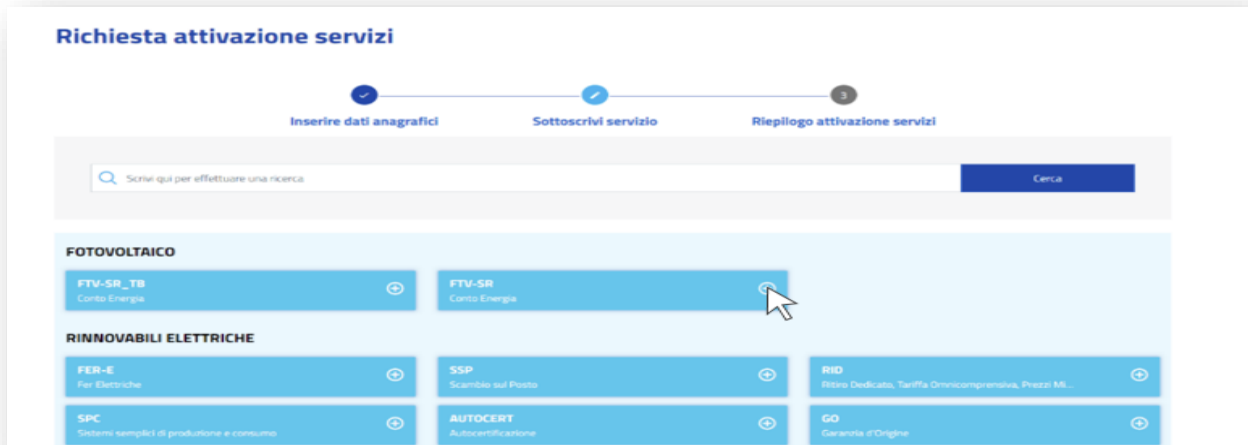 Richiesta attivazione servizi
3
Inserire dati anagrafici
Sottoscrivi servizio
Riepilogo attivazione servizi
Scrivi qui per effettuare una ricerca
Cerca
FOTOVOLTAICO
FTV-SR_TB
Conto Energia
FTV-SR
Conto Energia
RINNOVABILI ELETTRICHE
FER-E
Fer Elettriche
SSP
Scambio sul Posto
RID
Ritiro Dedicato, Tariffa Omnicomprensiva, Prezzi Mi...
SPC
Sistemi semplici di produzione e consumo
AUTOCERT
Autocertificazione
GO
Garanzia d'Origine